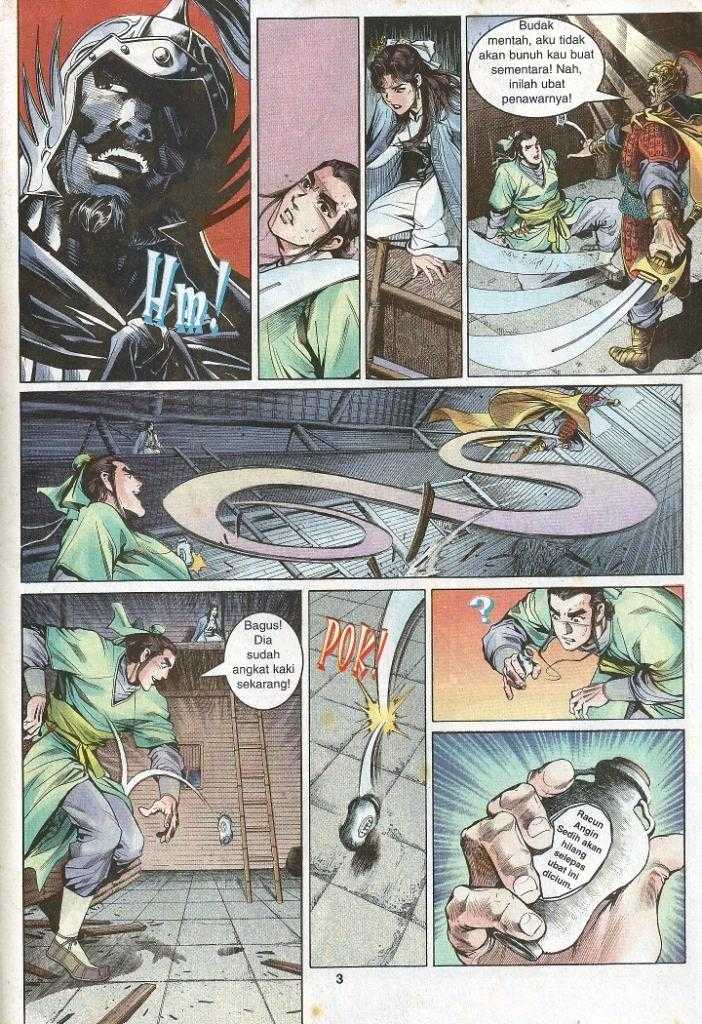 Hm!
Budak
mentah, aku tidak
akan bunuh kau buat
sementara! Nah,
inilah ubat
penawarnya!
Bagus!
Dia
sudah
angkat kaki
sekarang!
POK!
?
Racun
Angin
Sedih akan
hilang
selepas
ubat ini
dicium.
3